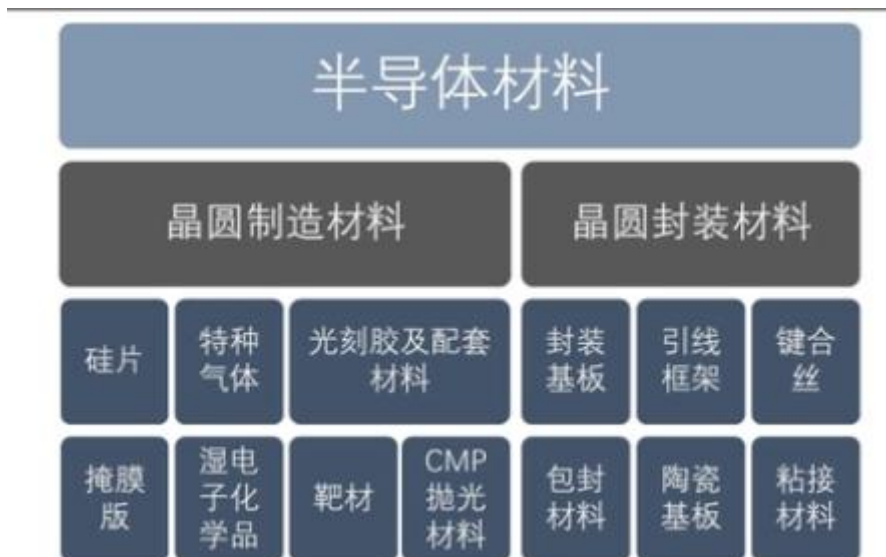 半导体材料
晶圆制造材料
晶圆封装材料
硅片
特种
气体
光刻胶及配套
材料
封装
基板
引线
框架
键合
丝
掩膜
版
湿电
子化
学品
靶材
CMP
抛光
材料
包封
材料
陶瓷
基板
粘接
材料